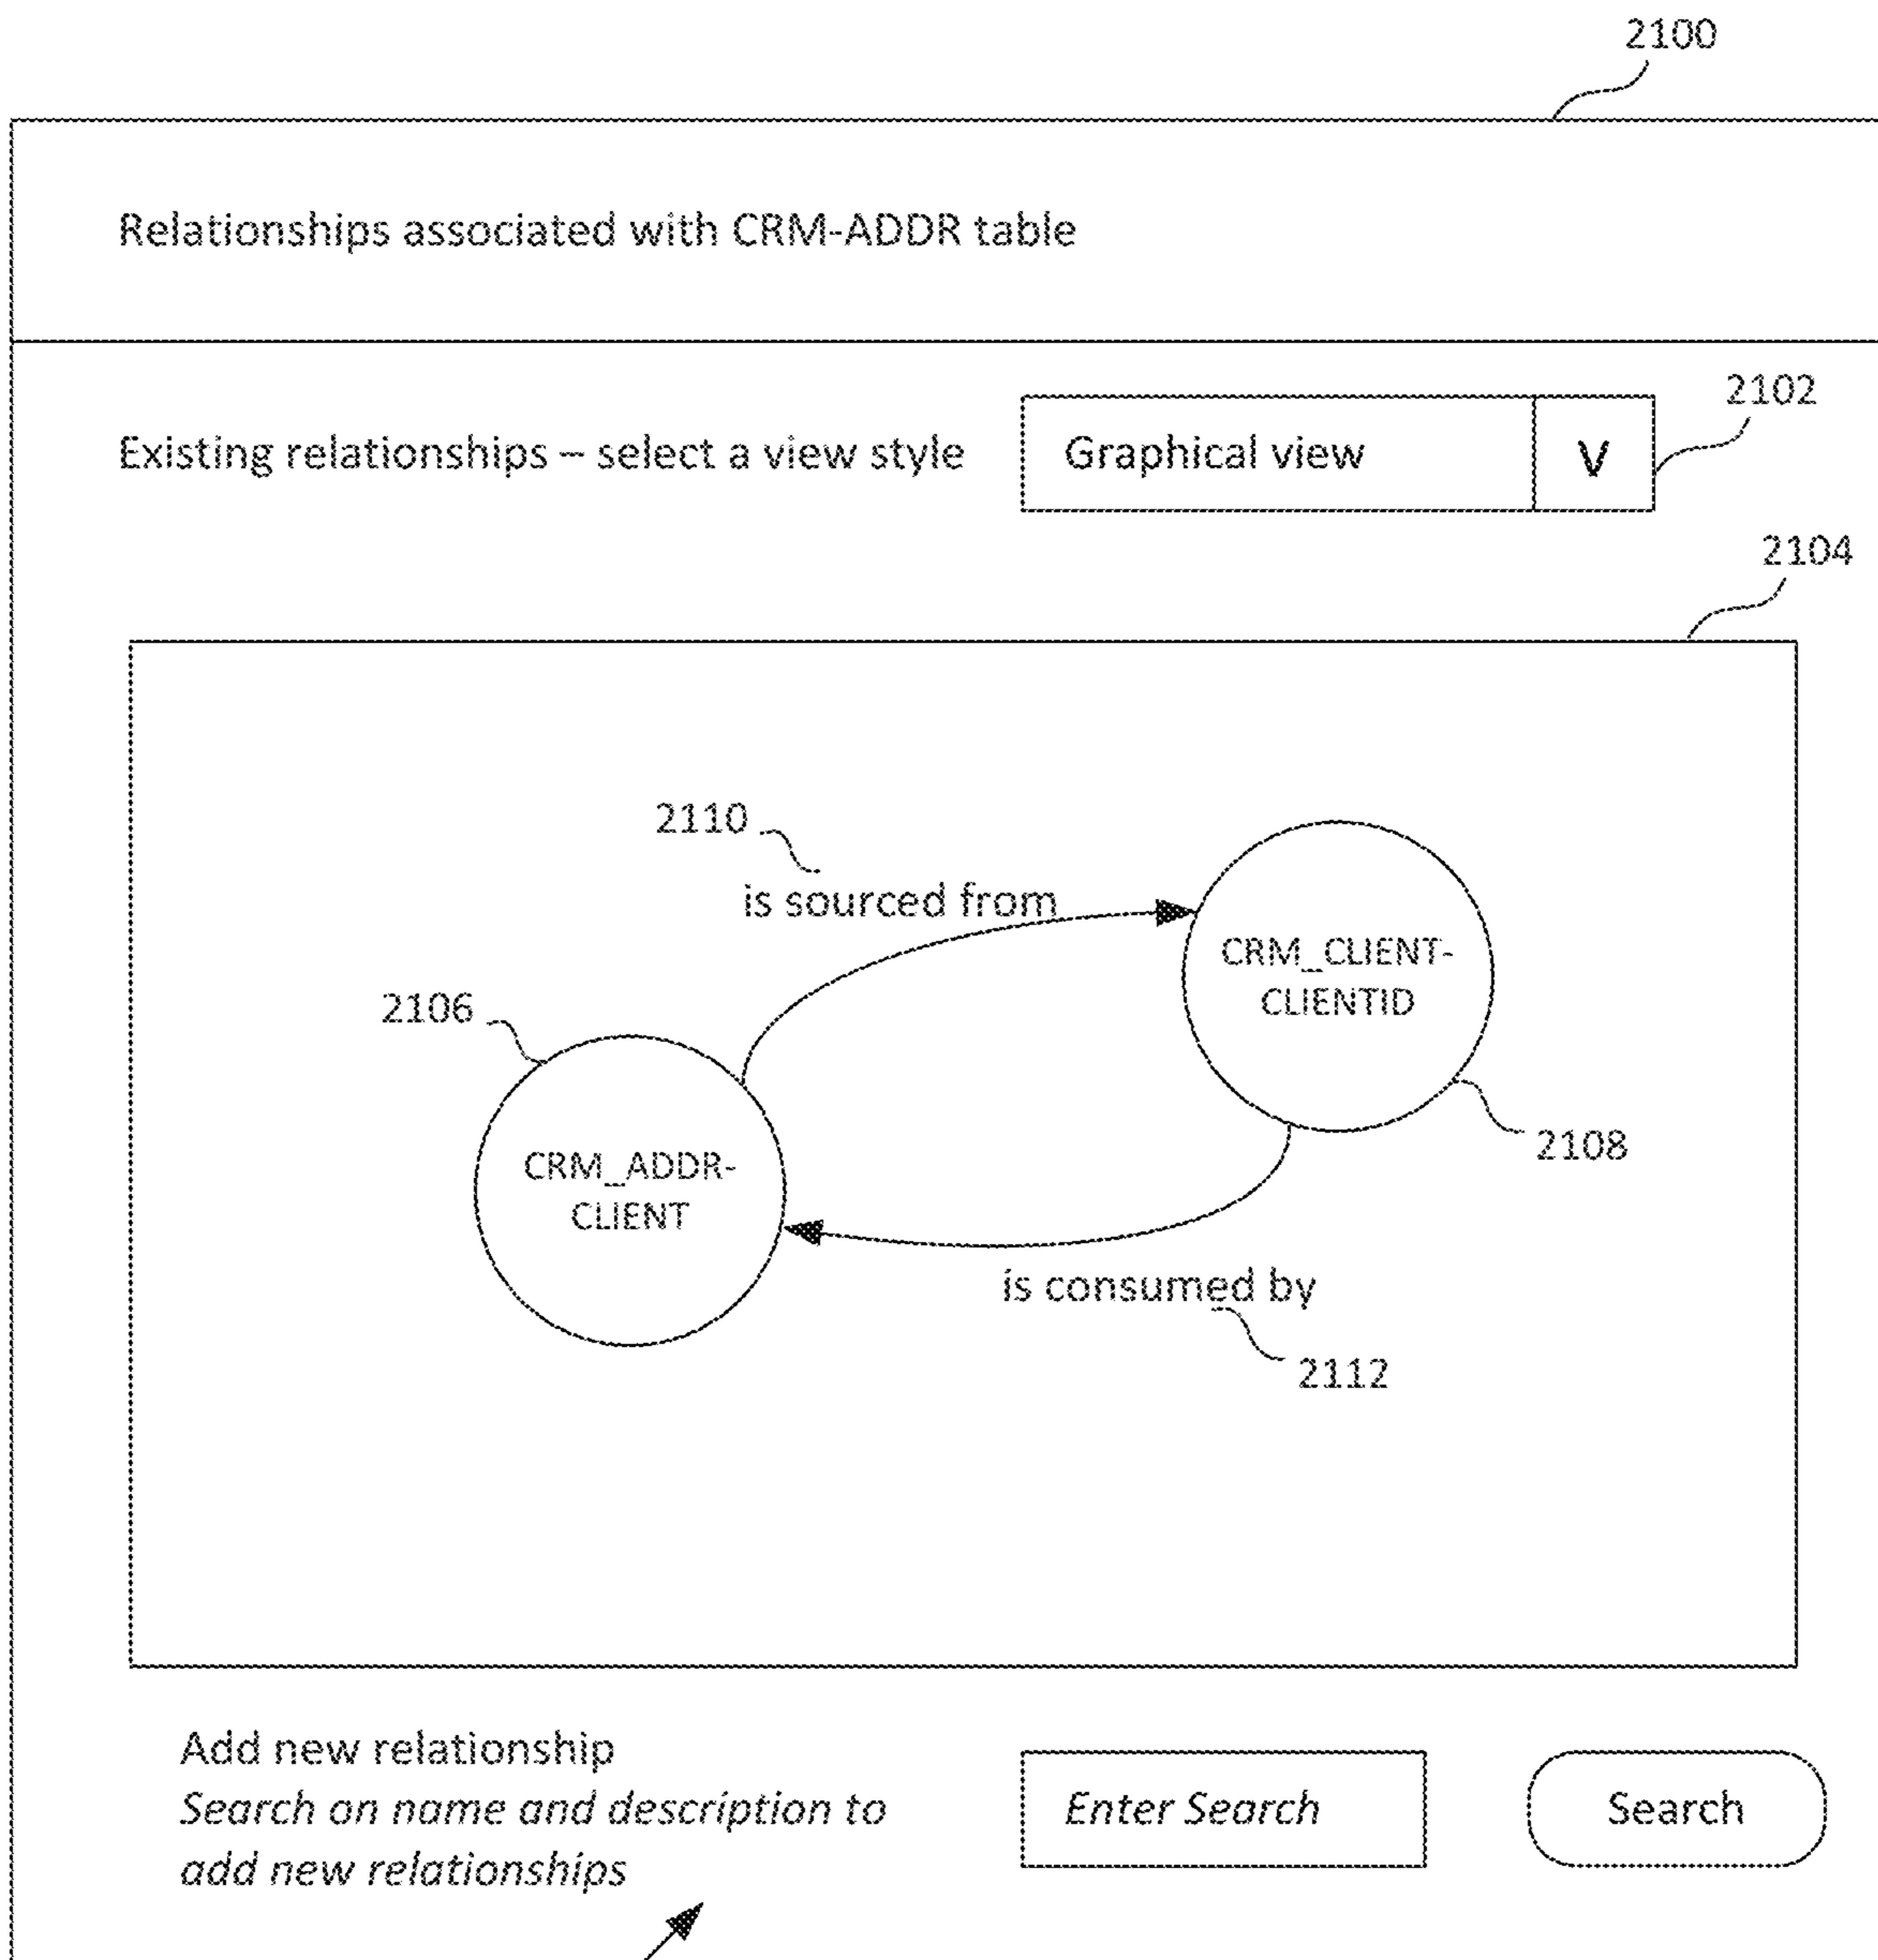 2100
Relationships associated with CRM-ADDR table
2102
Existing relationships – select a view style
Graphical view
V
2104
2110
is sourced from
CRM_CLIENT-
CLIENTID
2106
2108
CRM_ADDR-
CLIENT
is consumed by
2112
Add new relationship
Search on name and description to
add new relationships
Enter Search
Search